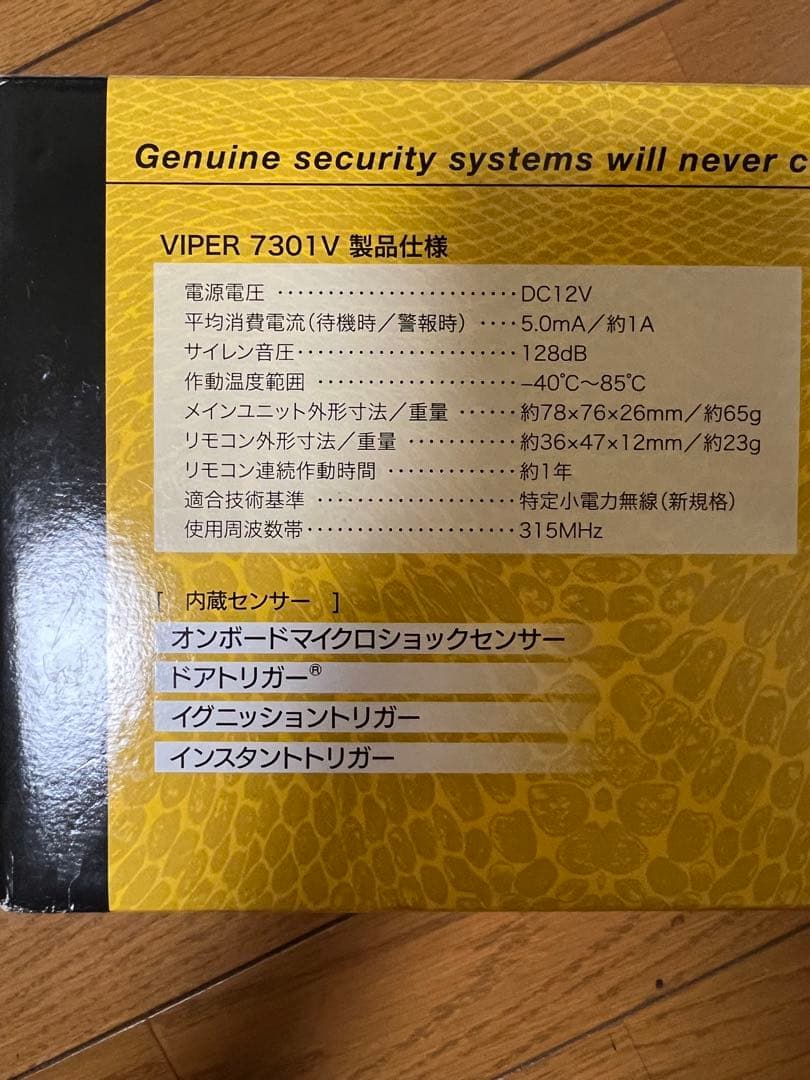 Genuine security systems will never c
VIPER 7301V 製品仕様
電源電圧 ························ DC12V
平均消費電流(待機時／警報時) ···· 5.0mA／約1A
サイレン音圧······················ 128dB
作動温度範囲 ···················· −40℃〜85℃
メインユニット外形寸法／重量 ······ 約78×76×26mm／約65g
リモコン外形寸法／重量 ··········· 約36×47×12mm／約23g
リモコン連続作動時間 ············· 約1年
適合技術基準 ···················· 特定小電力無線(新規格)
使用周波数帯····················· 315MHz
[ 内蔵センサー ]
オンボードマイクロショックセンサー
ドアトリガー®
イグニッショントリガー
インスタントトリガー